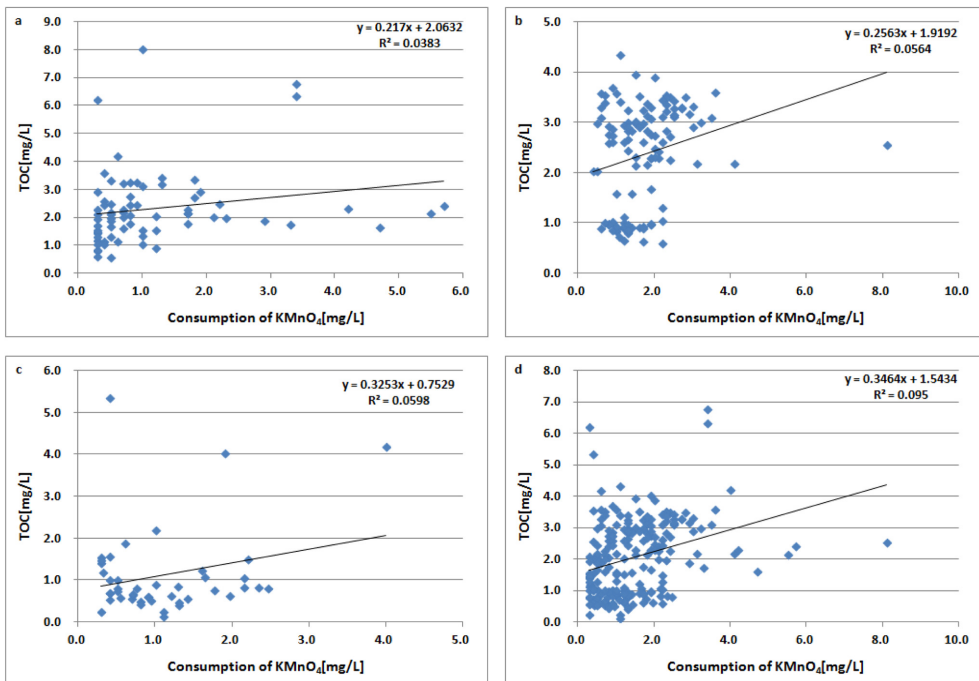 a
y = 0.217x + 2.0632
R² = 0.0383
9.0
8.0
7.0
6.0
5.0
4.0
3.0
2.0
1.0
0.0
TOC[mg/L]
0.0 1.0 2.0 3.0 4.0 5.0 6.0
Consumption of KMnO₄[mg/L]
b
y = 0.2563x + 1.9192
R² = 0.0564
5.0
4.0
3.0
2.0
1.0
0.0
TOC[mg/L]
0.0 2.0 4.0 6.0 8.0 10.0
Consumption of KMnO₄[mg/L]
c
y = 0.3253x + 0.7529
R² = 0.0598
6.0
5.0
4.0
3.0
2.0
1.0
0.0
TOC[mg/L]
0.0 1.0 2.0 3.0 4.0 5.0
Consumption of KMnO₄[mg/L]
d
y = 0.3464x + 1.5434
R² = 0.095
8.0
7.0
6.0
5.0
4.0
3.0
2.0
1.0
0.0
TOC[mg/L]
0.0 2.0 4.0 6.0 8.0 10.0
Consumption of KMnO₄[mg/L]